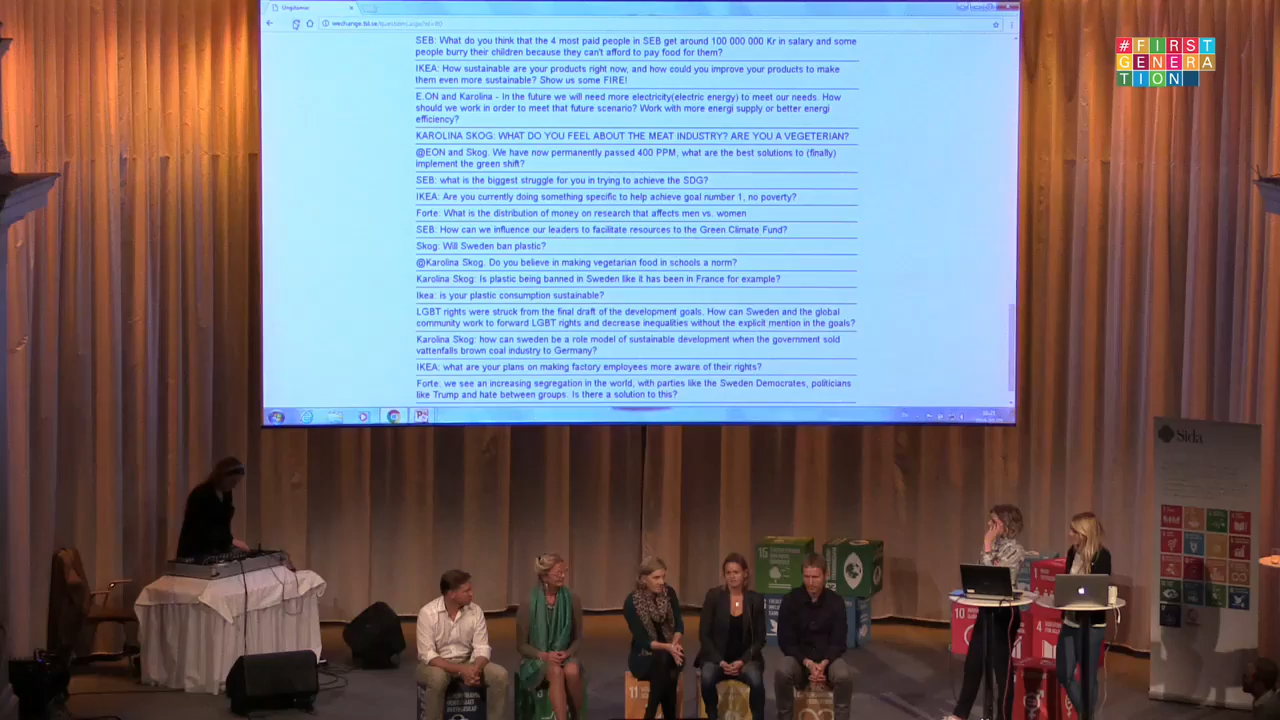 Ungdomar
wechange.tsl.se/questions.aspx?id=80
SEB: What do you think that the 4 most paid people in SEB get around 100 000 000 Kr in salary and some
people burry their children because they can't afford to pay food for them?
IKEA: How sustainable are your products right now, and how could you improve your products to make
them even more sustainable? Show us some FIRE!
E.ON and Karolina - In the future we will need more electricity(electric energy) to meet our needs. How
should we work in order to meet that future scenario? Work with more energi supply or better energi
efficiency?
KAROLINA SKOG: WHAT DO YOU FEEL ABOUT THE MEAT INDUSTRY? ARE YOU A VEGETERIAN?
@EON and Skog. We have now permanently passed 400 PPM, what are the best solutions to (finally)
implement the green shift?
SEB: what is the biggest struggle for you in trying to achieve the SDG?
IKEA: Are you currently doing something specific to help achieve goal number 1, no poverty?
Forte: What is the distribution of money on research that affects men vs. women
SEB: How can we influence our leaders to facilitate resources to the Green Climate Fund?
Skog: Will Sweden ban plastic?
@Karolina Skog. Do you believe in making vegetarian food in schools a norm?
Karolina Skog: Is plastic being banned in Sweden like it has been in France for example?
Ikea: is your plastic consumption sustainable?
LGBT rights were struck from the final draft of the development goals. How can Sweden and the global
community work to forward LGBT rights and decrease inequalities without the explicit mention in the goals?
Karolina Skog: how can sweden be a role model of sustainable development when the government sold
vattenfalls brown coal industry to Germany?
IKEA: what are your plans on making factory employees more aware of their rights?
Forte: we see an increasing segregation in the world, with parties like the Sweden Democrates, politicians
like Trump and hate between groups. Is there a solution to this?
#FIRST
GENERA
TION
Sida
15
3
10
1
4
11